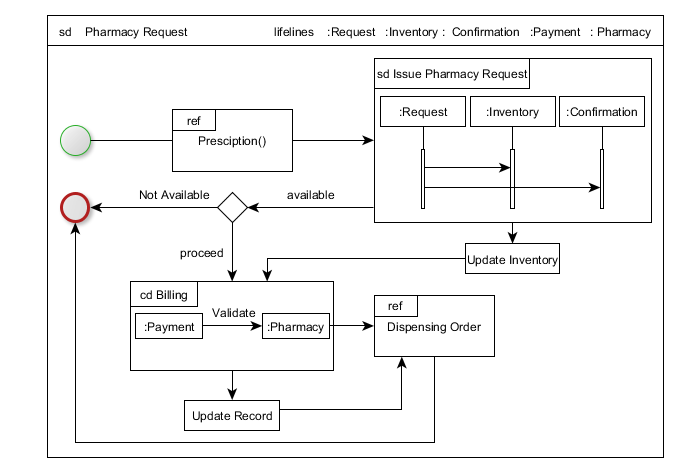 sd Pharmacy Request lifelines :Request :Inventory : Confirmation :Payment : Pharmacy
sd Issue Pharmacy Request
:Request :Inventory :Confirmation
ref
Presciption()
Not Available
available
proceed
Update Inventory
cd Billing
:Payment
Validate
:Pharmacy
ref
Dispensing Order
Update Record